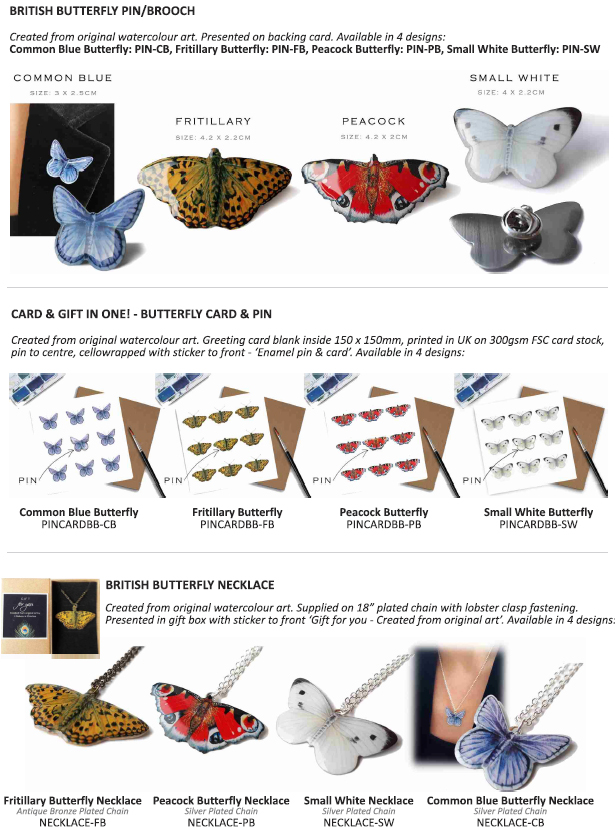 BRITISH BUTTERFLY PIN/BROOCH
Created from original watercolour art. Presented on backing card. Available in 4 designs:
Common Blue Butterfly: PIN-CB, Fritillary Butterfly: PIN-FB, Peacock Butterfly: PIN-PB, Small White Butterfly: PIN-SW
COMMON BLUE
SIZE: 3 X 2.5CM
FRITILLARY
SIZE: 4.2 X 2.2CM
PEACOCK
SIZE: 4.2 X 2CM
SMALL WHITE
SIZE: 4 X 2.2CM
CARD & GIFT IN ONE! - BUTTERFLY CARD & PIN
Created from original watercolour art. Greeting card blank inside 150 x 150mm, printed in UK on 300gsm FSC card stock,
pin to centre, cellowrapped with sticker to front - ‘Enamel pin & card’. Available in 4 designs:
PIN
PIN
PIN
PIN
Common Blue Butterfly
PINCARDBB-CB
Fritillary Butterfly
PINCARDBB-FB
Peacock Butterfly
PINCARDBB-PB
Small White Butterfly
PINCARDBB-SW
GIFT
for you
BRITISH BUTTERFLY NECKLACE
Created from original watercolour art. Supplied on 18” plated chain with lobster clasp fastening.
Presented in gift box with sticker to front ‘Gift for you - Created from original art’. Available in 4 designs:
Fritillary Butterfly Necklace
Antique Bronze Plated Chain
NECKLACE-FB
Peacock Butterfly Necklace
Silver Plated Chain
NECKLACE-PB
Small White Necklace
Silver Plated Chain
NECKLACE-SW
Common Blue Butterfly Necklace
Silver Plated Chain
NECKLACE-CB